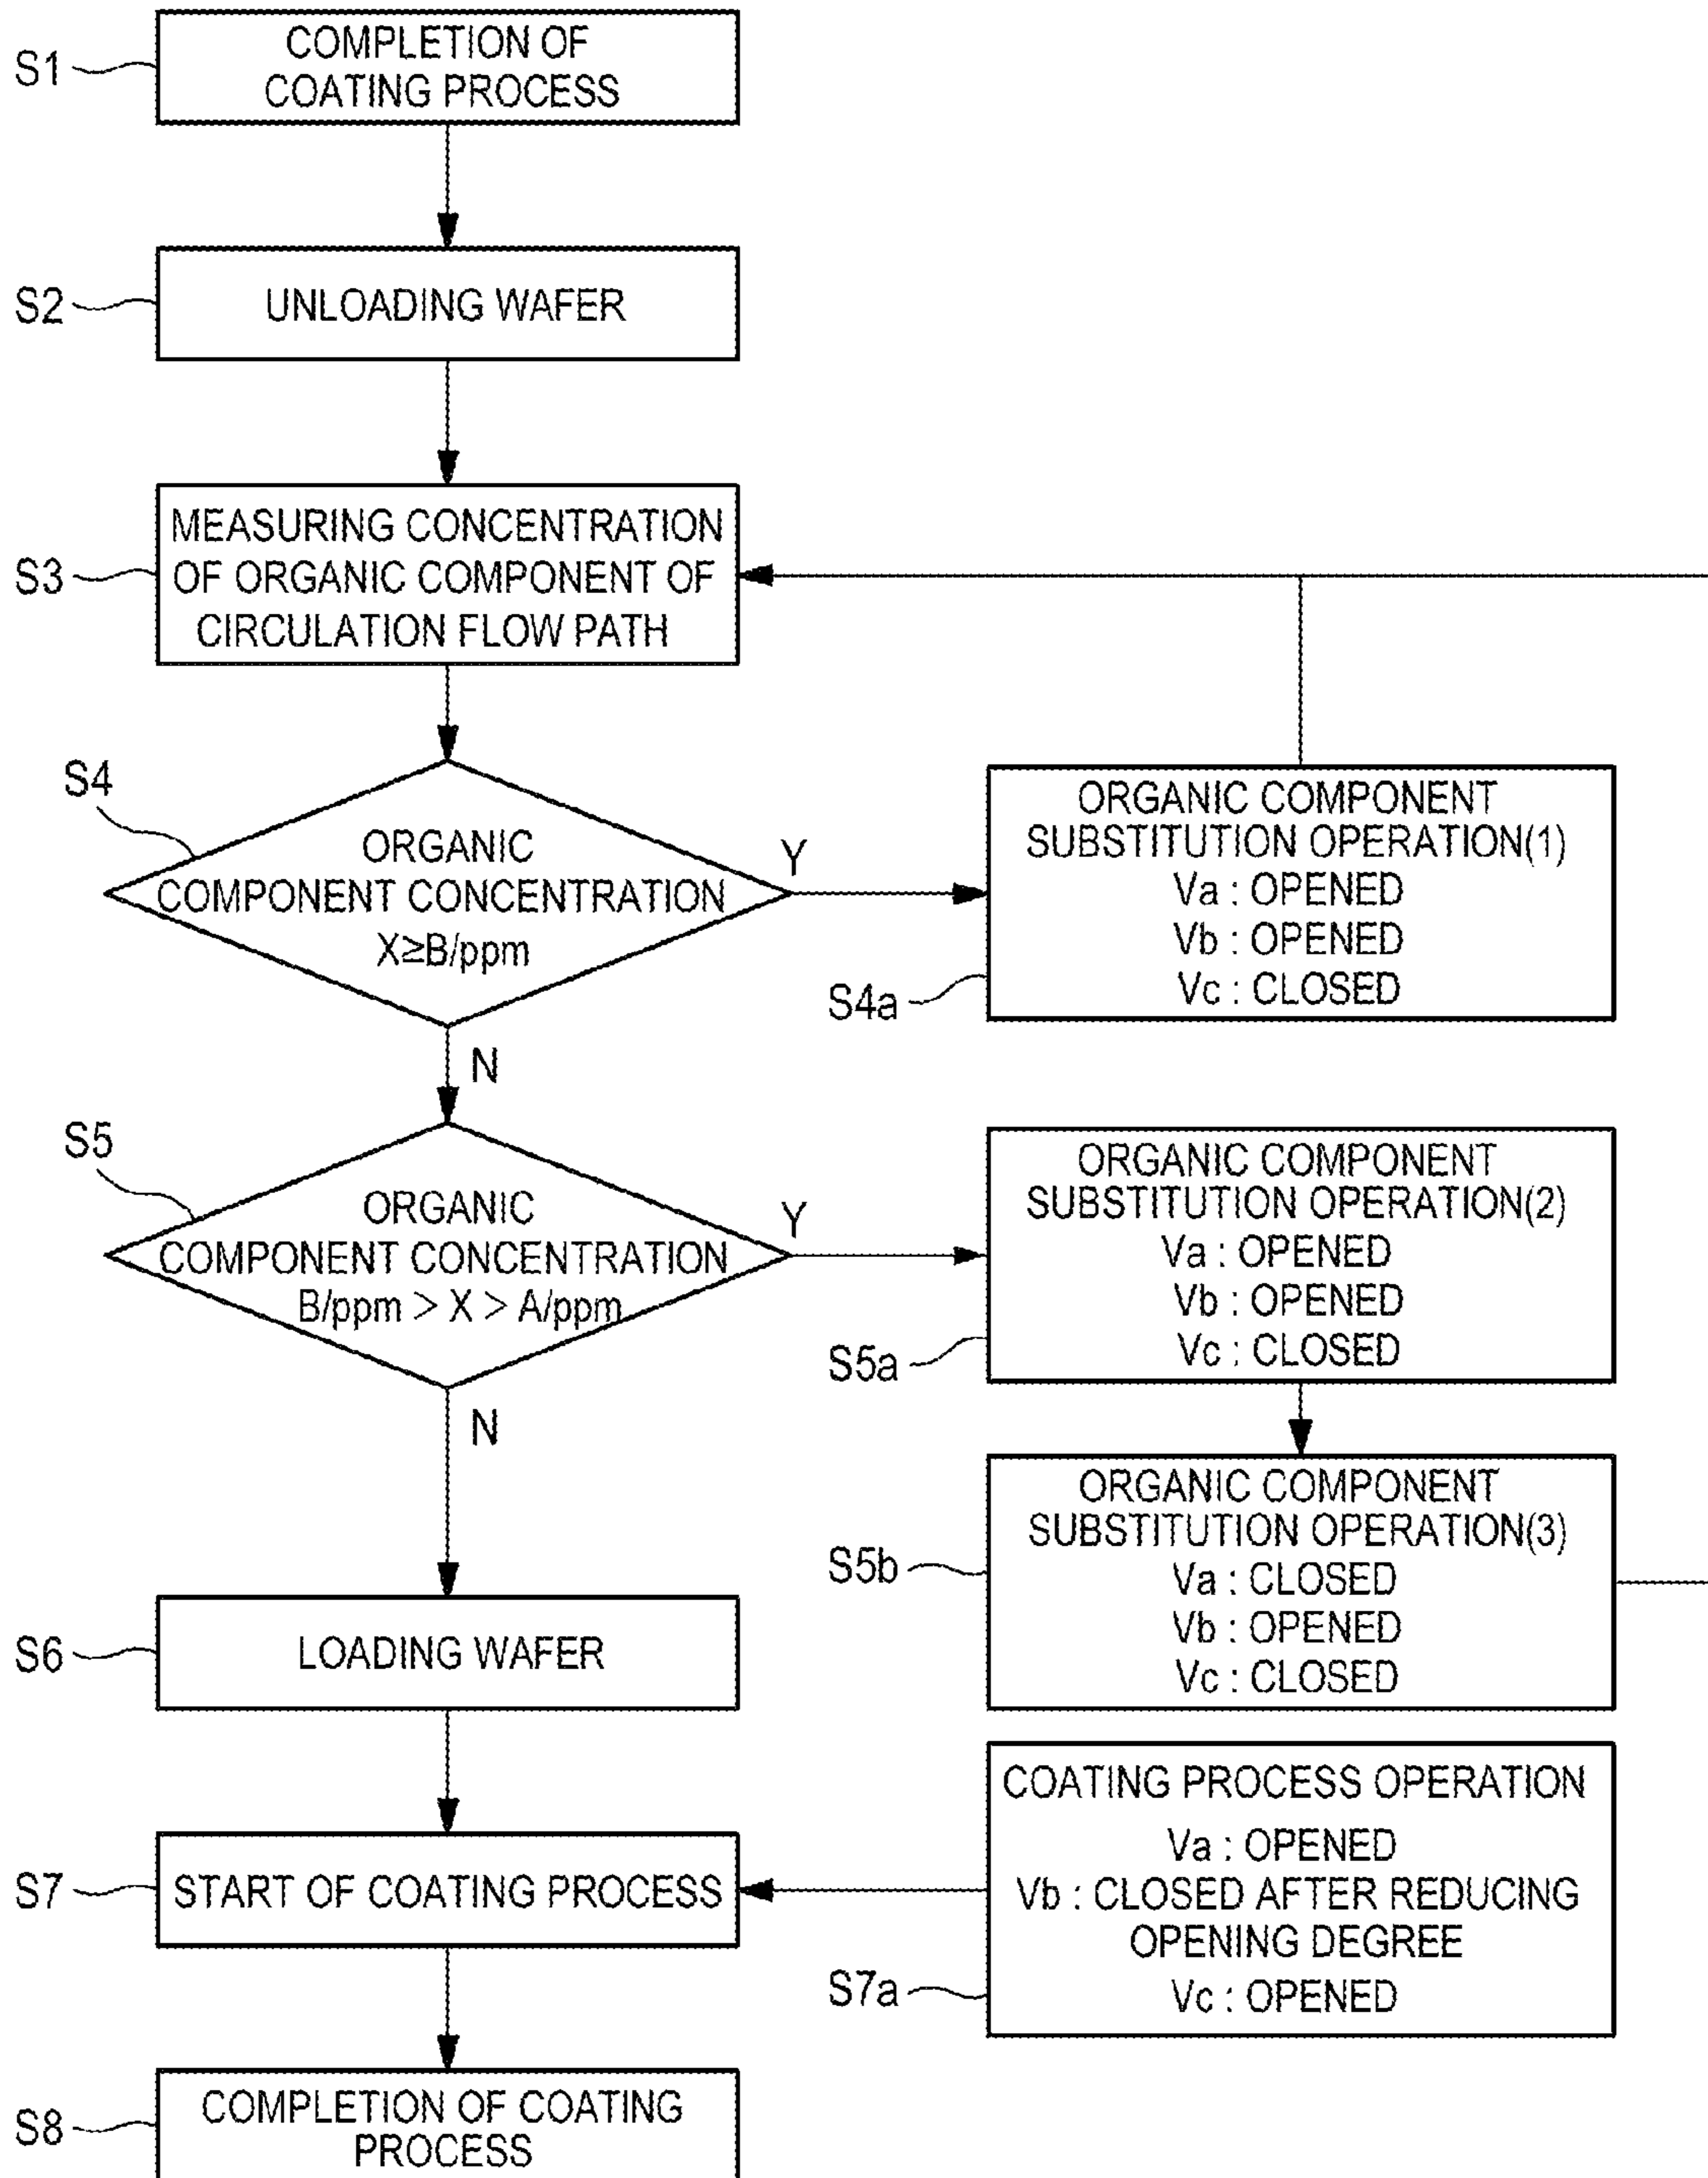 S1
COMPLETION OF
COATING PROCESS
S2
UNLOADING WAFER
S3
MEASURING CONCENTRATION
OF ORGANIC COMPONENT OF
CIRCULATION FLOW PATH
S4
ORGANIC
COMPONENT CONCENTRATION
X≥B/ppm
Y
N
S4a
ORGANIC COMPONENT
SUBSTITUTION OPERATION(1)
Va : OPENED
Vb : OPENED
Vc : CLOSED
S5
ORGANIC
COMPONENT CONCENTRATION
B/ppm > X > A/ppm
Y
N
S5a
ORGANIC COMPONENT
SUBSTITUTION OPERATION(2)
Va : OPENED
Vb : OPENED
Vc : CLOSED
S5b
ORGANIC COMPONENT
SUBSTITUTION OPERATION(3)
Va : CLOSED
Vb : OPENED
Vc : CLOSED
S6
LOADING WAFER
S7
START OF COATING PROCESS
S7a
COATING PROCESS OPERATION
Va : OPENED
Vb : CLOSED AFTER REDUCING
OPENING DEGREE
Vc : OPENED
S8
COMPLETION OF COATING
PROCESS